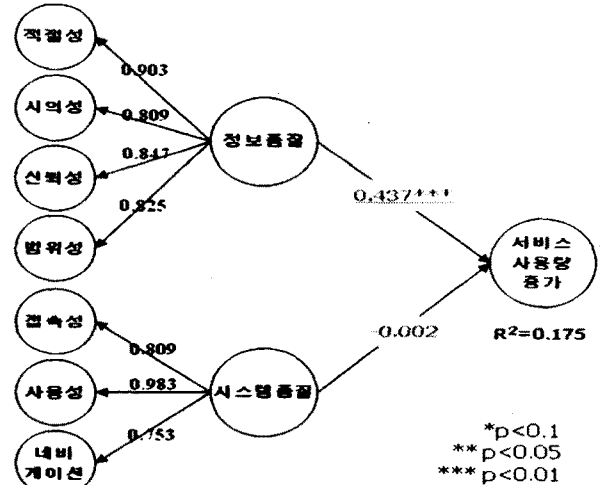 적절성
0.903
시의성
0.809
정보품질
신뢰성
0.847
0.825
0.437***
범위성
서비스
사용량
증가
접속성
-0.002
R²=0.175
0.809
사용성
0.983
시스템품질
0.753
네비
게이션
*p<0.1
**p<0.05
***p<0.01